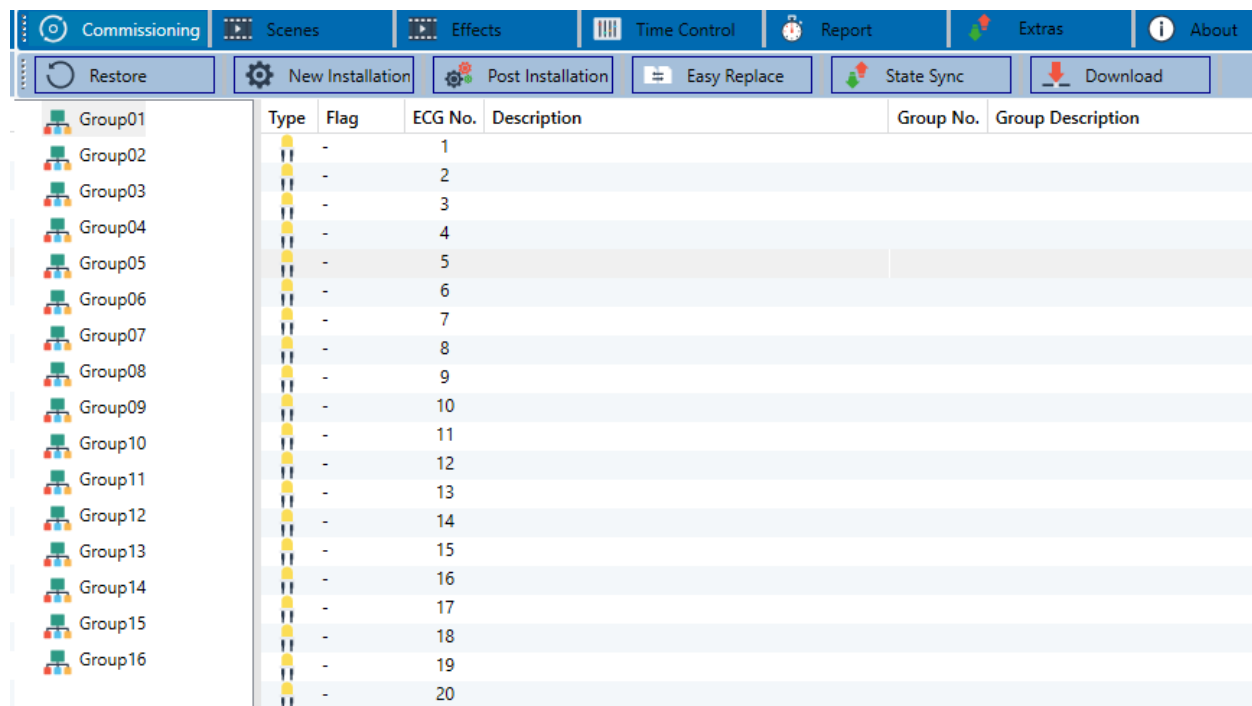 Commissioning Scenes Effects Time Control Report Extras About
Restore New Installation Post Installation Easy Replace State Sync Download
Type Flag ECG No. Description Group No. Group Description
Group01
Group02
Group03
Group04
Group05
Group06
Group07
Group08
Group09
Group10
Group11
Group12
Group13
Group14
Group15
Group16
- 1
- 2
- 3
- 4
- 5
- 6
- 7
- 8
- 9
- 10
- 11
- 12
- 13
- 14
- 15
- 16
- 17
- 18
- 19
- 20